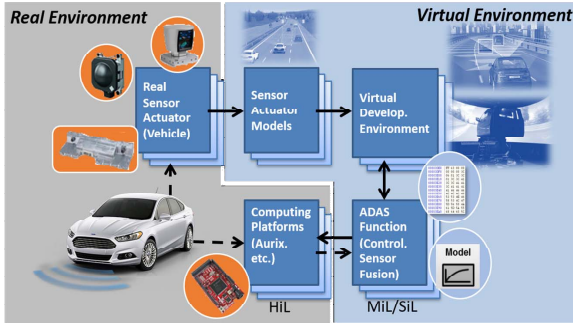 Real Environment
Virtual Environment
Real
Sensor
Actuator
(Vehicle)
Sensor
Actuator
Models
Virtual
Develop.
Environment
Computing
Platforms
(Aurix.
etc.)
ADAS
Function
(Control.
Sensor
Fusion)
Model
HiL
MiL/SiL